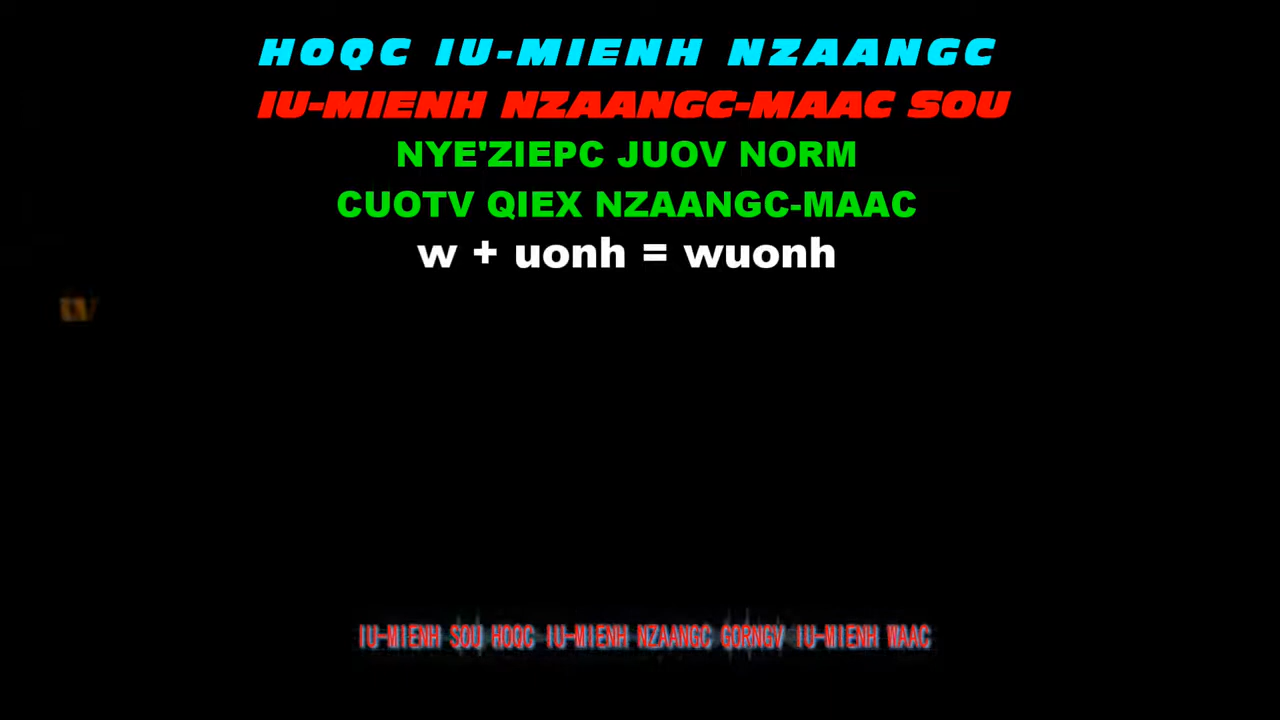 HOQC IU-MIENH NZAANGC
IU-MIENH NZAANGC-MAAC SOU
NYE'ZIEPC JUOV NORM
CUOTV QIEX NZAANGC-MAAC
w + uonh = wuonh
IU-MIENH SOU HOQC IU-MIENH NZAANGC GORNGV IU-MIENH WAAC